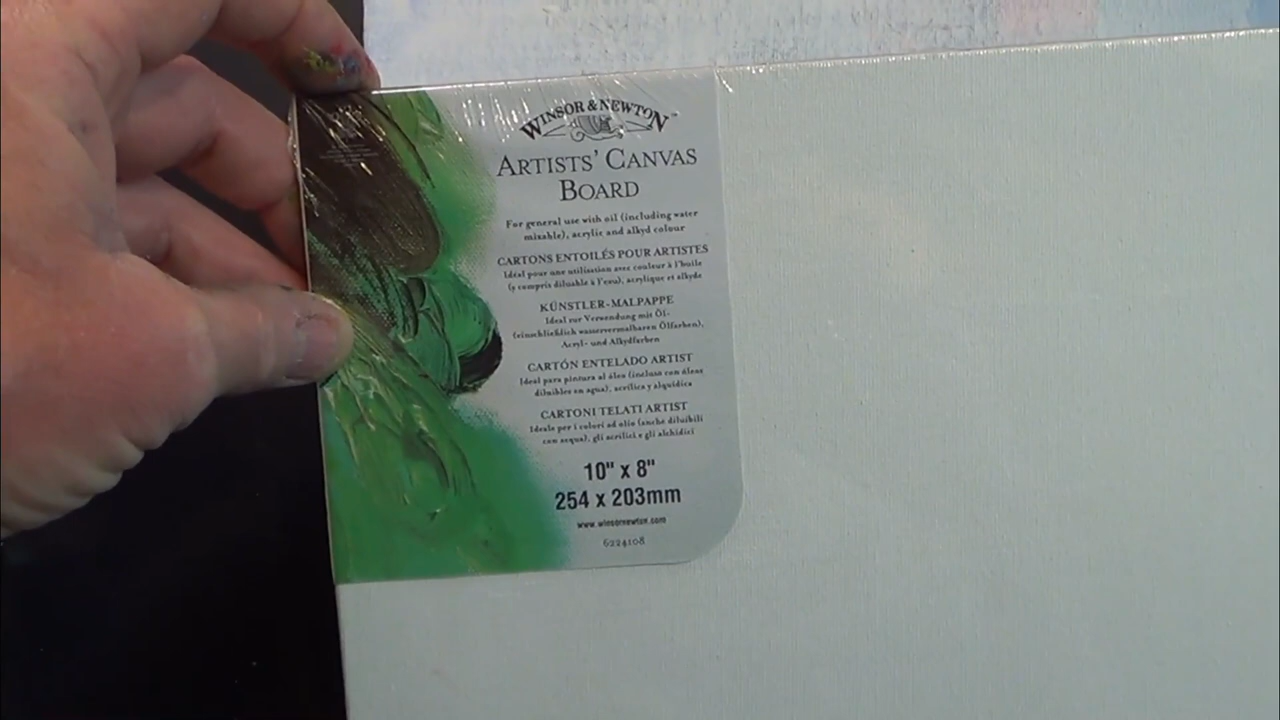 WINSOR & NEWTON™
ARTISTS' CANVAS
BOARD
For general use with oil (including water
mixable), acrylic and alkyd colour
CARTONS ENTOILÉS POUR ARTISTES
Idéal pour une utilisation avec couleur à l'huile
(y compris diluable à l'eau), acrylique et alkyde
KÜNSTLER-MALPAPPE
Ideal zur Verwendung mit Öl-
(einschließlich wasservermalbaren Ölfarben),
Acryl- und Alkydfarben
CARTÓN ENTELADO ARTIST
Ideal para pintura al óleo (incluso con óleos
diluibles en agua), acrílica y alquídica
CARTONI TELATI ARTIST
Ideale per i colori ad olio (anche diluibili
con acqua), gli acrilici e gli alchidici
10" x 8"
254 x 203mm
www.winsornewton.com
6224108